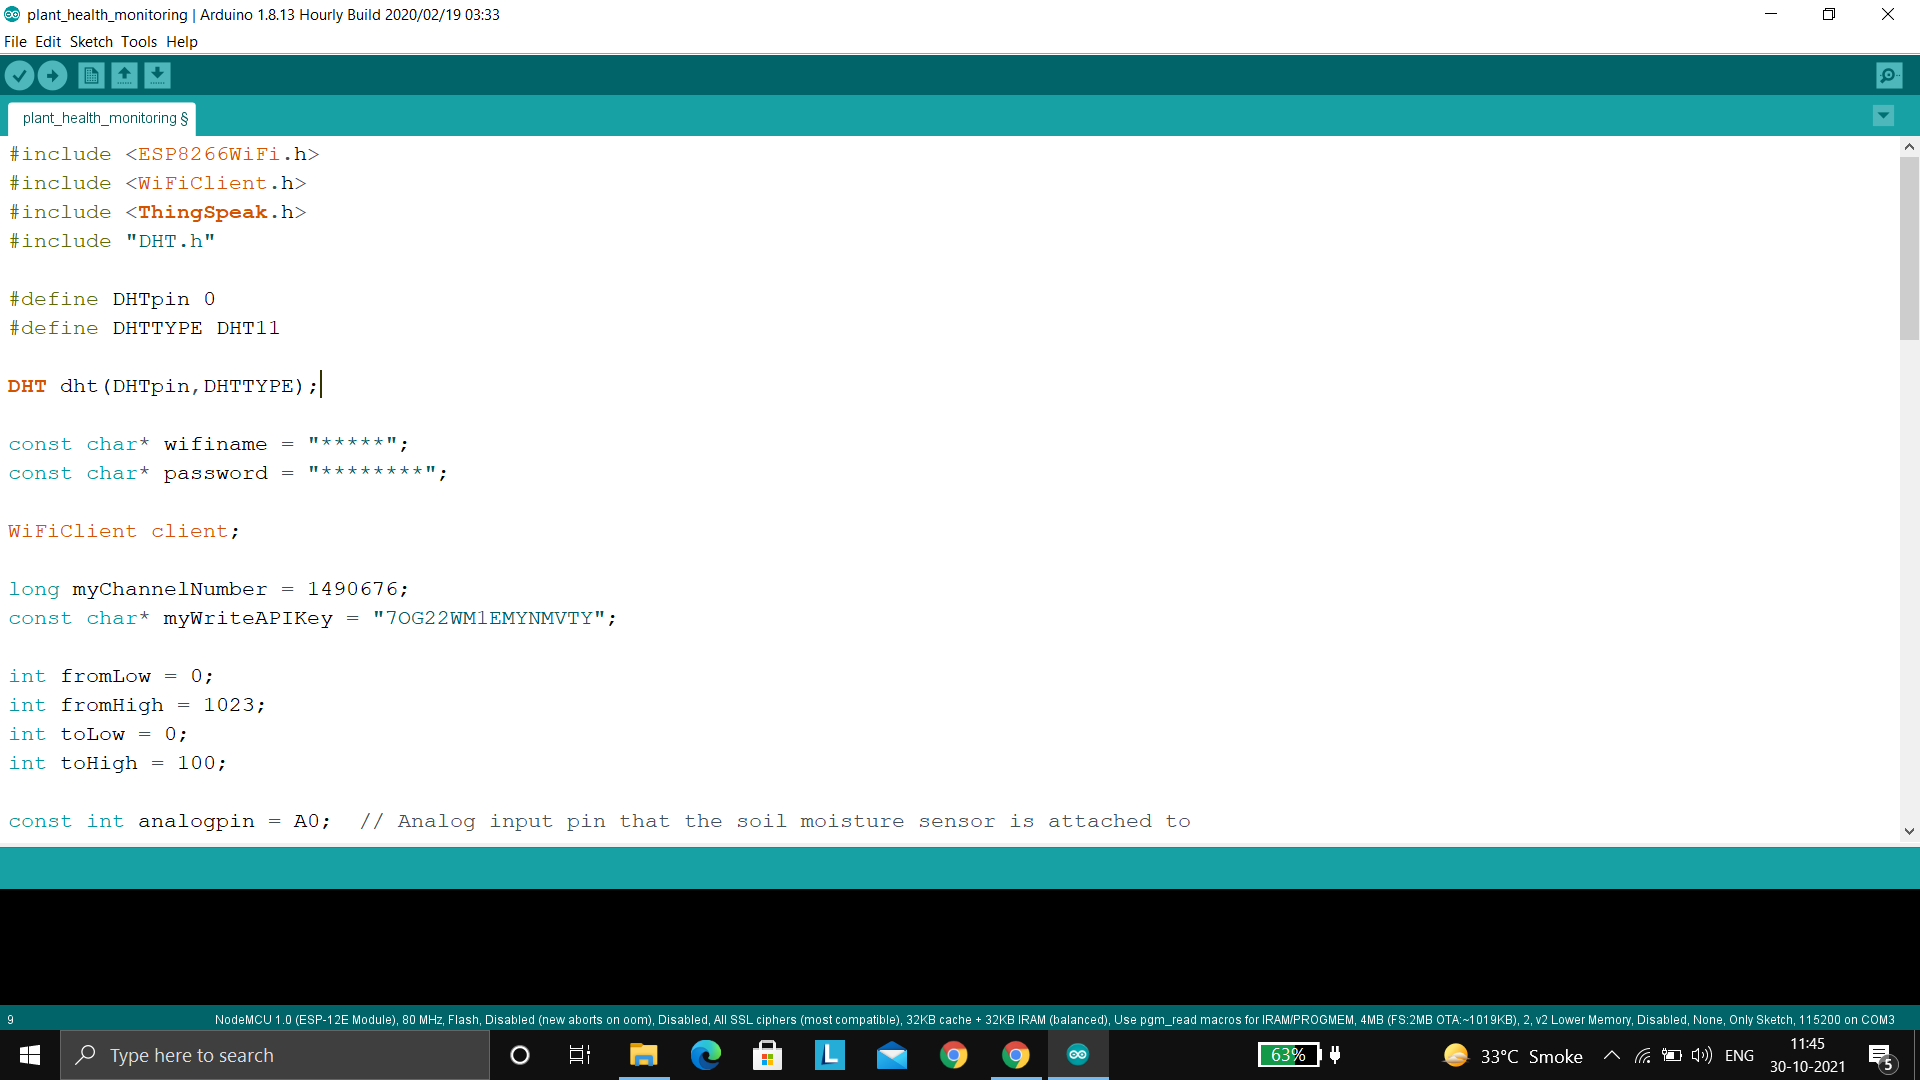 plant_health_monitoring | Arduino 1.8.13 Hourly Build 2020/02/19 03:33
File Edit Sketch Tools Help
plant_health_monitoring §
#include <ESP8266WiFi.h>
#include <WiFiClient.h>
#include <ThingSpeak.h>
#include "DHT.h"
#define DHTpin 0
#define DHTTYPE DHT11
DHT dht(DHTpin,DHTTYPE);
const char* wifiname = "*****";
const char* password = "********";
WiFiClient client;
long myChannelNumber = 1490676;
const char* myWriteAPIKey = "7OG22WM1EMYNMVTY";
int fromLow = 0;
int fromHigh = 1023;
int toLow = 0;
int toHigh = 100;
const int analogpin = A0;  // Analog input pin that the soil moisture sensor is attached to
9 NodeMCU 1.0 (ESP-12E Module), 80 MHz, Flash, Disabled (new aborts on oom), Disabled, All SSL ciphers (most compatible), 32KB cache + 32KB IRAM (balanced), Use pgm_read macros for IRAM/PROGMEM, 4MB (FS:2MB OTA:~1019KB), 2, v2 Lower Memory, Disabled, None, Only Sketch, 115200 on COM3
Type here to search
L
63%
33°C Smoke
ENG
11:45
30-10-2021
5